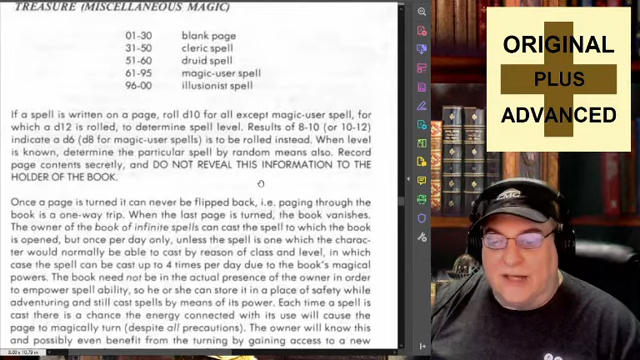 TREASURE (MISCELLANEOUS MAGIC)
01-30 blank page
31-50 cleric spell
51-60 druid spell
61-95 magic-user spell
96-00 illusionist spell
If a spell is written on a page, roll d10 for all except magic-user spell, for
which a d12 is rolled, to determine spell level. Results of 8-10 (or 10-12)
indicate a d6 (d8 for magic-user spells) is to be rolled instead. When level
is known, determine the particular spell by random means also. Record
page contents secretly, and DO NOT REVEAL THIS INFORMATION TO THE
HOLDER OF THE BOOK.
Once a page is turned it can never be flipped back, i.e. paging through the
book is a one-way trip. When the last page is turned, the book vanishes.
The owner of the book of infinite spells can cast the spell to which the book
is opened, but once per day only, unless the spell is one which the charac-
ter would normally be able to cast by reason of class and level, in
which case the spell can be cast up to 4 times per day due to the book's magical
powers. The book need not be in the actual presence of the owner in order
to empower spell ability, so he or she can store it in a place of safety while
adventuring and still cast spells by means of its power. Each time a spell is
cast there is a chance the energy connected with its use will cause the
page to magically turn (despite all precautions). The owner will know this
and possibly even benefit from the turning by gaining access to a new
ORIGINAL
PLUS
ADVANCED